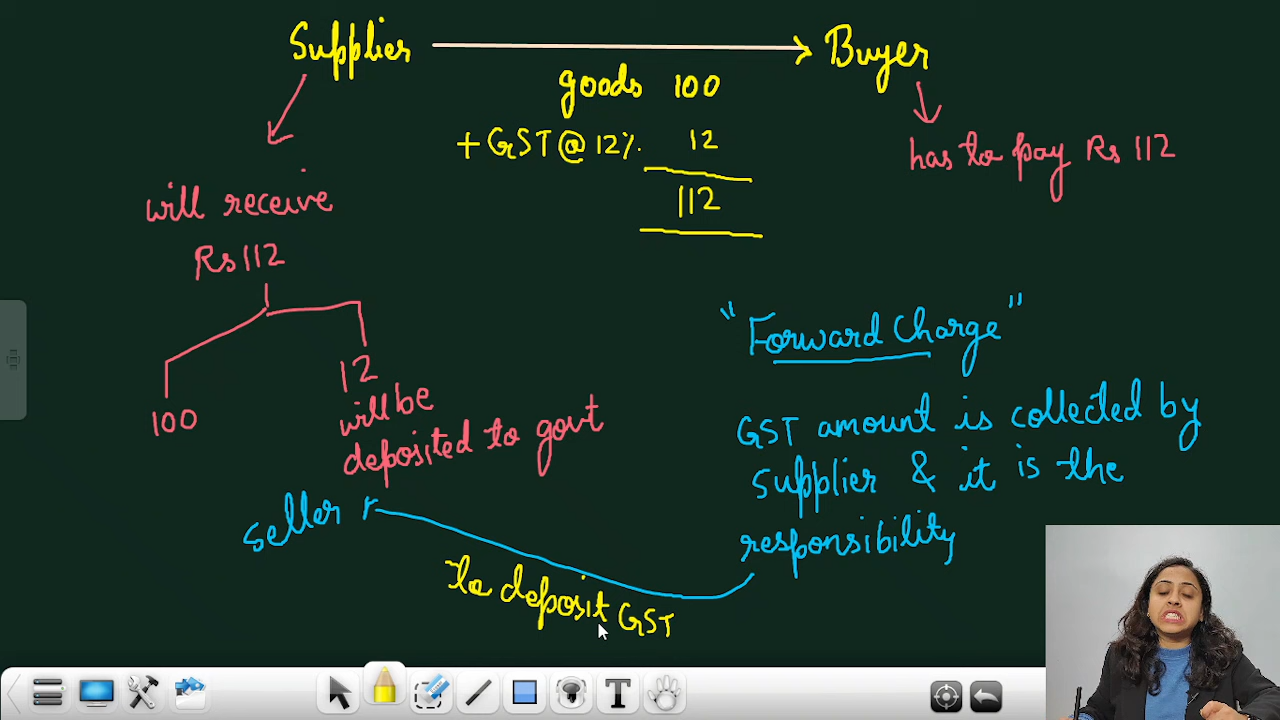 Supplier
Buyer
goods 100
+ GST @ 12%. 12
112
has to pay Rs 112
will receive
Rs 112
100
12
will be
deposited to govt
"Forward Charge"
GST amount is collected by
Supplier & it is the
responsibility
seller
to deposit GST
T